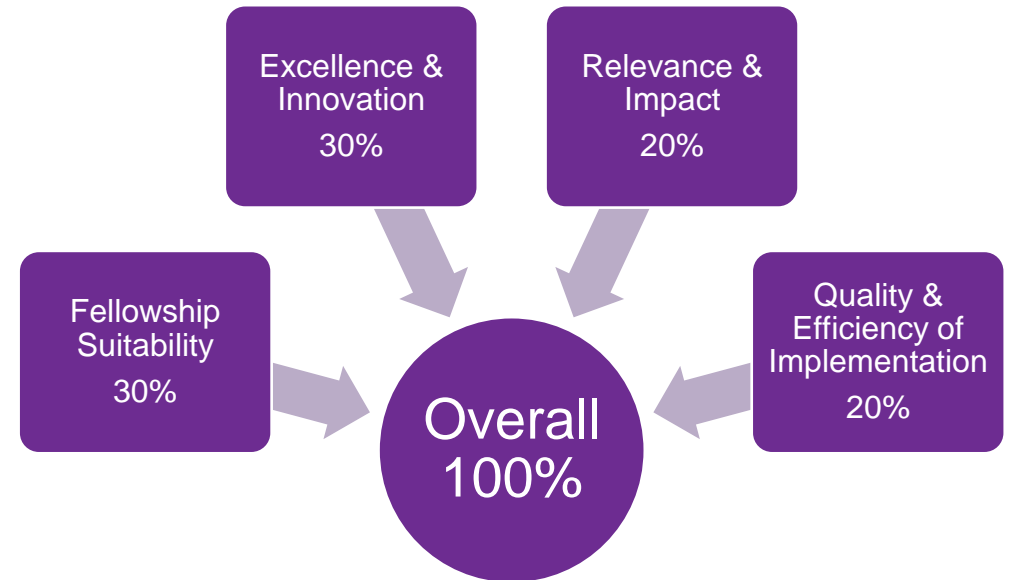 Excellence &
Innovation
30%
Relevance &
Impact
20%
Fellowship
Suitability
30%
Quality &
Efficiency of
Implementation
20%
Overall
100%